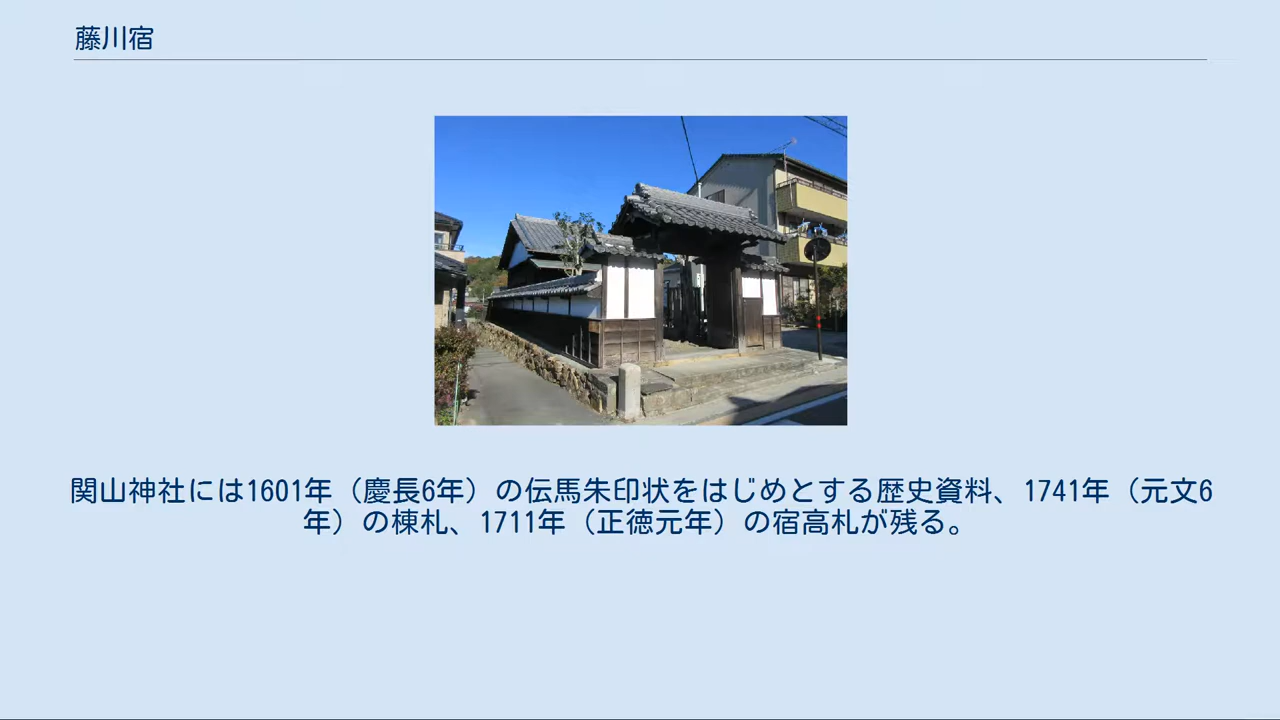 藤川宿
関山神社には1601年（慶長6年）の伝馬朱印状をはじめとする歴史資料、1741年（元文6
年）の棟札、1711年（正徳元年）の宿高札が残る。